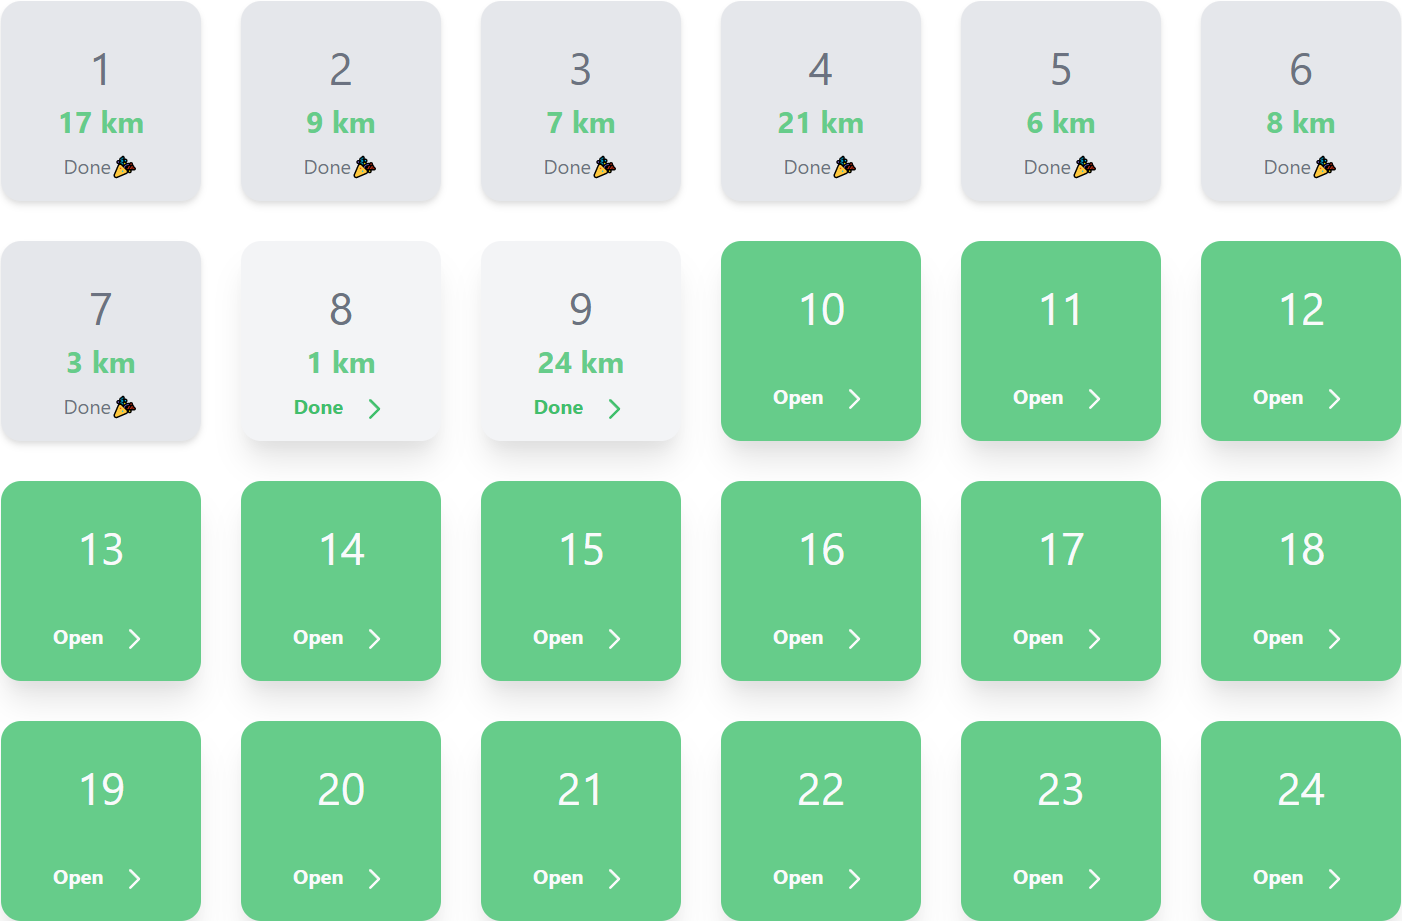 1
17 km
Done🎉
2
9 km
Done🎉
3
7 km
Done🎉
4
21 km
Done🎉
5
6 km
Done🎉
6
8 km
Done🎉
7
3 km
Done🎉
8
1 km
Done
9
24 km
Done
10
Open
11
Open
12
Open
13
Open
14
Open
15
Open
16
Open
17
Open
18
Open
19
Open
20
Open
21
Open
22
Open
23
Open
24
Open